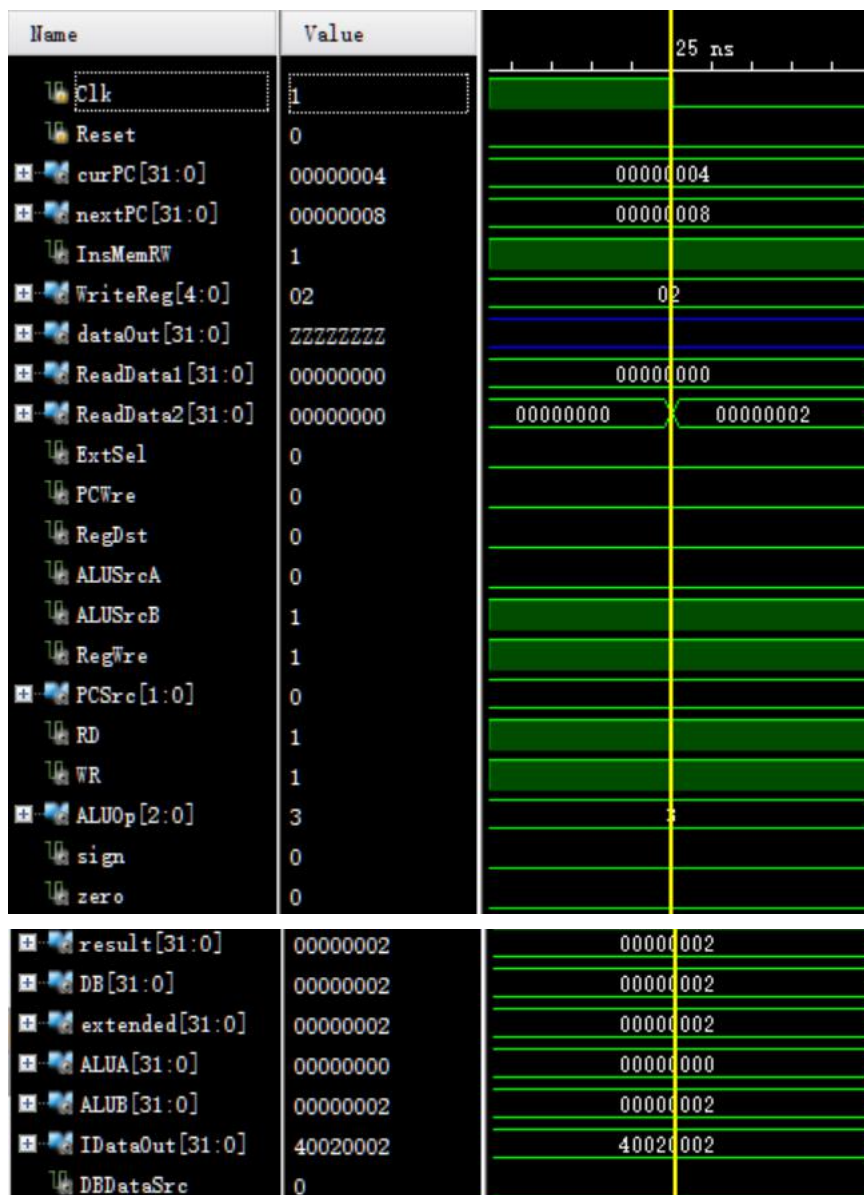 Name Value
25 ns
Clk 1
Reset 0
curPC[31:0] 00000004 00000004
nextPC[31:0] 00000008 00000008
InsMemRW 1
WriteReg[4:0] 02 02
dataOut[31:0] ZZZZZZZZ
ReadData1[31:0] 00000000 00000000
ReadData2[31:0] 00000000 00000000 00000002
ExtSel 0
PCWre 0
RegDst 0
ALUSrcA 0
ALUSrcB 1
RegWre 1
PCSrc[1:0] 0
RD 1
WR 1
ALUOp[2:0] 3 3
sign 0
zero 0
result[31:0] 00000002 00000002
DB[31:0] 00000002 00000002
extended[31:0] 00000002 00000002
ALUA[31:0] 00000000 00000000
ALUB[31:0] 00000002 00000002
IDataOut[31:0] 40020002 40020002
DBDataSrc 0